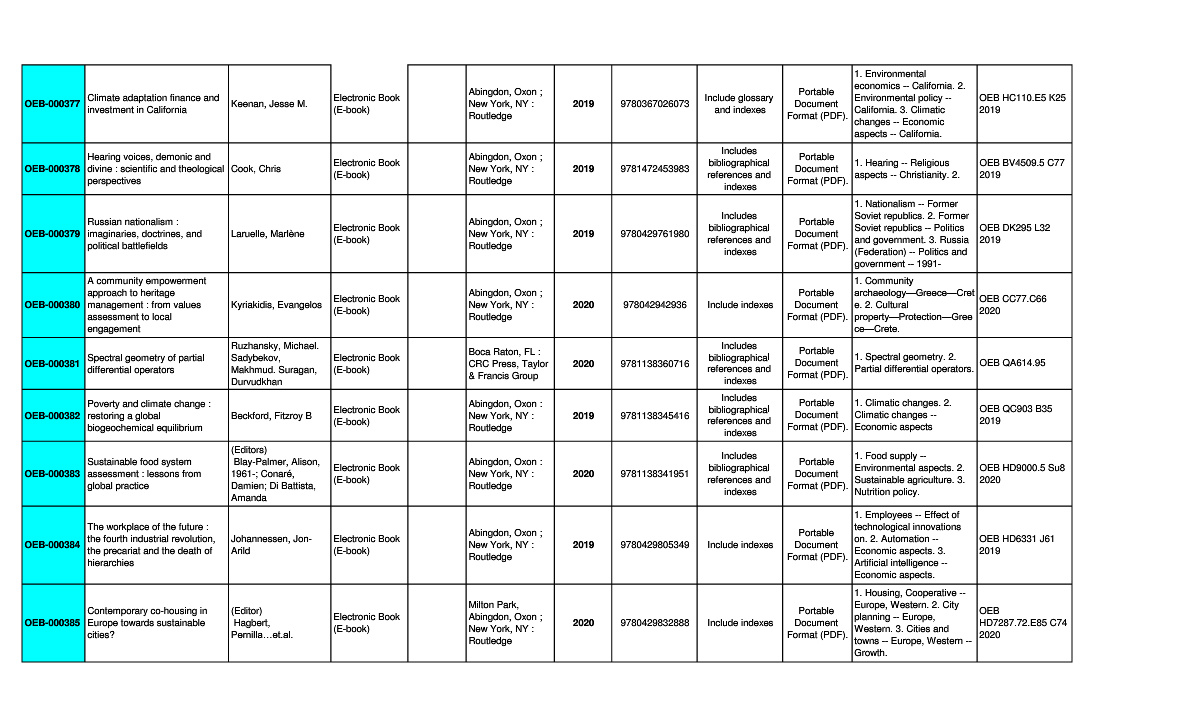 OEB-000377
Climate adaptation finance and
investment in California
Keenan, Jesse M.
Electronic Book
(E-book)
Abingdon, Oxon ;
New York, NY :
Routledge
2019
9780367026073
Include glossary
and indexes
Portable
Document
Format (PDF).
1. Environmental
economics -- California. 2.
Environmental policy --
California. 3. Climatic
changes -- Economic
aspects -- California.
OEB HC110.E5 K25
2019
OEB-000378
Hearing voices, demonic and
divine : scientific and theological
perspectives
Cook, Chris
Electronic Book
(E-book)
Abingdon, Oxon ;
New York, NY :
Routledge
2019
9781472453983
Includes
bibliographical
references and
indexes
Portable
Document
Format (PDF).
1. Hearing -- Religious
aspects -- Christianity. 2.
OEB BV4509.5 C77
2019
OEB-000379
Russian nationalism :
imaginaries, doctrines, and
political battlefields
Laruelle, Marlène
Electronic Book
(E-book)
Abingdon, Oxon ;
New York, NY :
Routledge
2019
9780429761980
Includes
bibliographical
references and
indexes
Portable
Document
Format (PDF).
1. Nationalism -- Former
Soviet republics. 2. Former
Soviet republics -- Politics
and government. 3. Russia
(Federation) -- Politics and
government -- 1991-
OEB DK295 L32
2019
OEB-000380
A community empowerment
approach to heritage
management : from values
assessment to local
engagement
Kyriakidis, Evangelos
Electronic Book
(E-book)
Abingdon, Oxon ;
New York, NY :
Routledge
2020
978042942936
Include indexes
Portable
Document
Format (PDF).
1. Community
archaeology—Greece—Cret
e. 2. Cultural
property—Protection—Gree
ce—Crete.
OEB CC77.C66
2020
OEB-000381
Spectral geometry of partial
differential operators
Ruzhansky, Michael.
Sadybekov,
Makhmud. Suragan,
Durvudkhan
Electronic Book
(E-book)
Boca Raton, FL :
CRC Press, Taylor
& Francis Group
2020
9781138360716
Includes
bibliographical
references and
indexes
Portable
Document
Format (PDF).
1. Spectral geometry. 2.
Partial differential operators.
OEB QA614.95
OEB-000382
Poverty and climate change :
restoring a global
biogeochemical equilibrium
Beckford, Fitzroy B
Electronic Book
(E-book)
Abingdon, Oxon :
New York, NY :
Routledge
2019
9781138345416
Includes
bibliographical
references and
indexes
Portable
Document
Format (PDF).
1. Climatic changes. 2.
Climatic changes --
Economic aspects
OEB QC903 B35
2019
OEB-000383
Sustainable food system
assessment : lessons from
global practice
(Editors)
Blay-Palmer, Alison,
1961-; Conaré,
Damien; Di Battista,
Amanda
Electronic Book
(E-book)
Abingdon, Oxon :
New York, NY :
Routledge
2020
9781138341951
Includes
bibliographical
references and
indexes
Portable
Document
Format (PDF).
1. Food supply --
Environmental aspects. 2.
Sustainable agriculture. 3.
Nutrition policy.
OEB HD9000.5 Su8
2020
OEB-000384
The workplace of the future :
the fourth industrial revolution,
the precariat and the death of
hierarchies
Johannessen, Jon-
Arild
Electronic Book
(E-book)
Abingdon, Oxon :
New York, NY :
Routledge
2019
9780429805349
Include indexes
Portable
Document
Format (PDF).
1. Employees -- Effect of
technological innovations
on. 2. Automation --
Economic aspects. 3.
Artificial intelligence --
Economic aspects.
OEB HD6331 J61
2019
OEB-000385
Contemporary co-housing in
Europe towards sustainable
cities?
(Editor)
Hagbert,
Pernilla…et.al.
Electronic Book
(E-book)
Milton Park,
Abingdon, Oxon ;
New York, NY :
Routledge
2020
9780429832888
Include indexes
Portable
Document
Format (PDF).
1. Housing, Cooperative --
Europe, Western. 2. City
planning -- Europe,
Western. 3. Cities and
towns -- Europe, Western --
Growth.
OEB
HD7287.72.E85 C74
2020